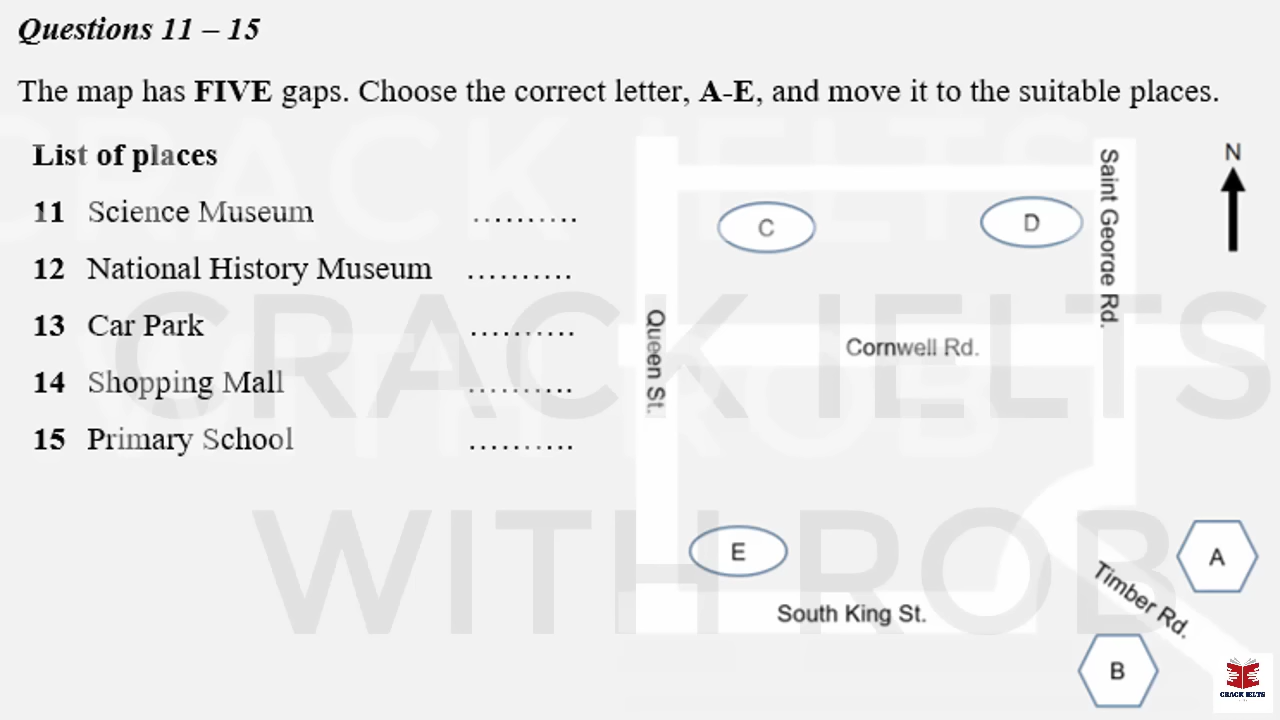 Questions 11 – 15
The map has FIVE gaps. Choose the correct letter, A-E, and move it to the suitable places.
List of places
11 Science Museum ..........
12 National History Museum ..........
13 Car Park ..........
14 Shopping Mall ..........
15 Primary School ..........
N
Saint George Rd.
C
D
Queen St.
Cornwell Rd.
E
A
Timber Rd.
South King St.
B
CRACK IELTS
WITH ROB
CRACK IELTS